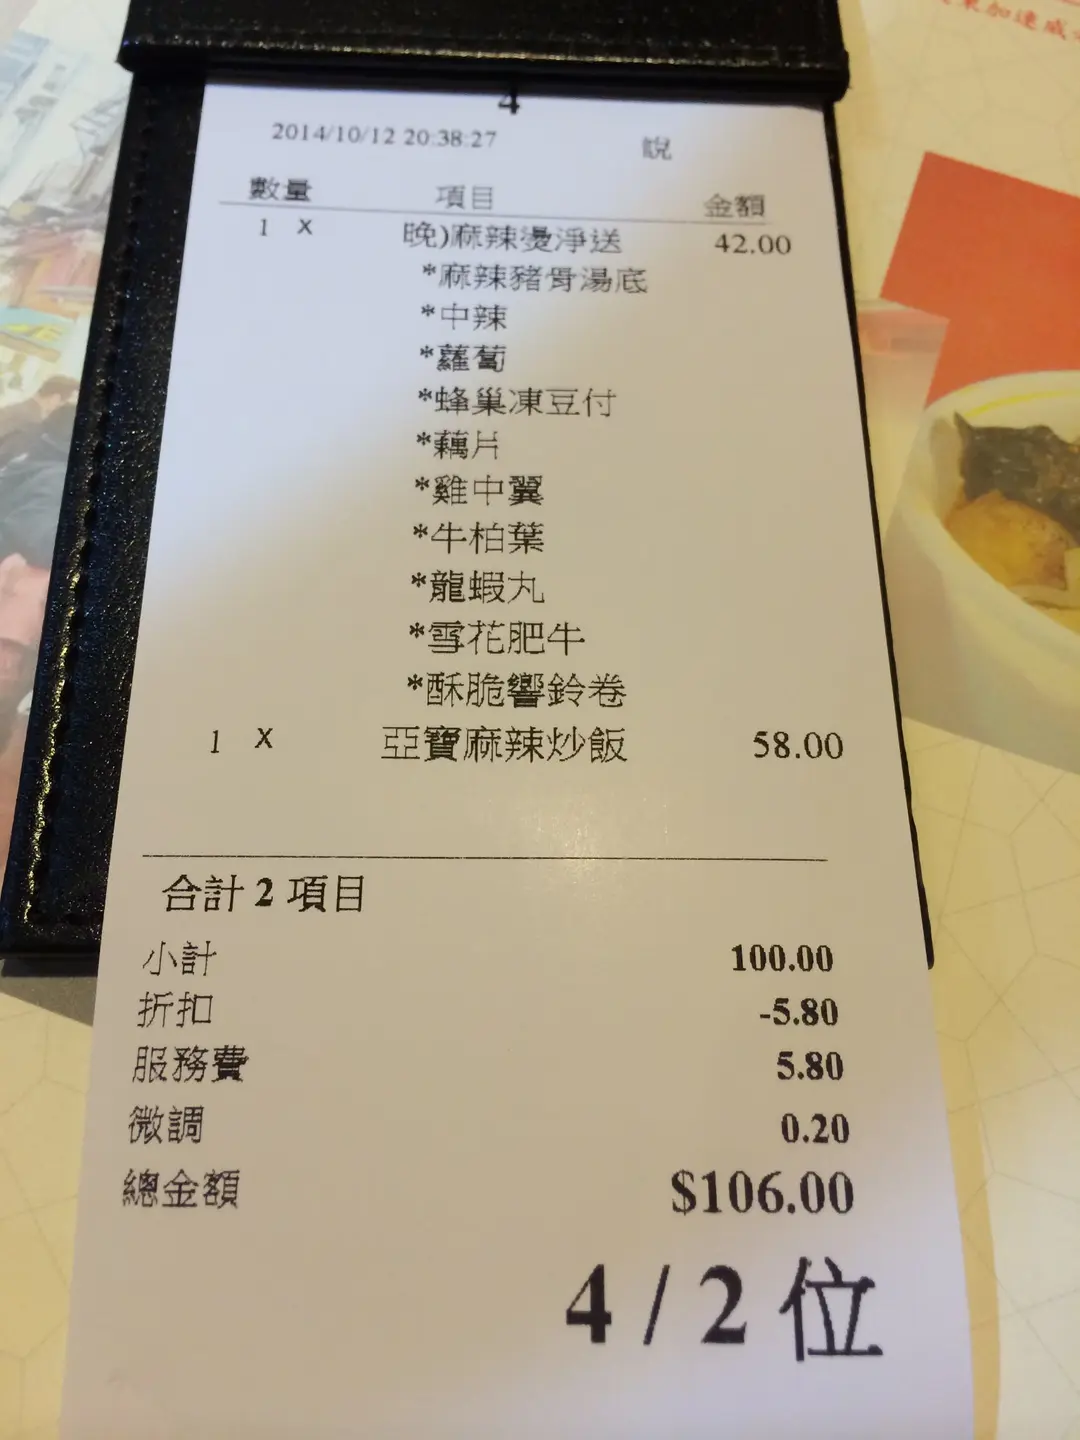 4
2014/10/12 20:38:27
數量 項目 金額
1 X 晚)麻辣燙淨送 42.00
*麻辣豬骨湯底
*中辣
*蘿蔔
*蜂巢凍豆付
*藕片
*雞中翼
*牛柏葉
*龍蝦丸
*雪花肥牛
*酥脆響鈴卷
1 X 亞寶麻辣炒飯 58.00
合計 2 項目
小計 100.00
折扣 -5.80
服務費 5.80
微調 0.20
總金額 $106.00
4 / 2 位